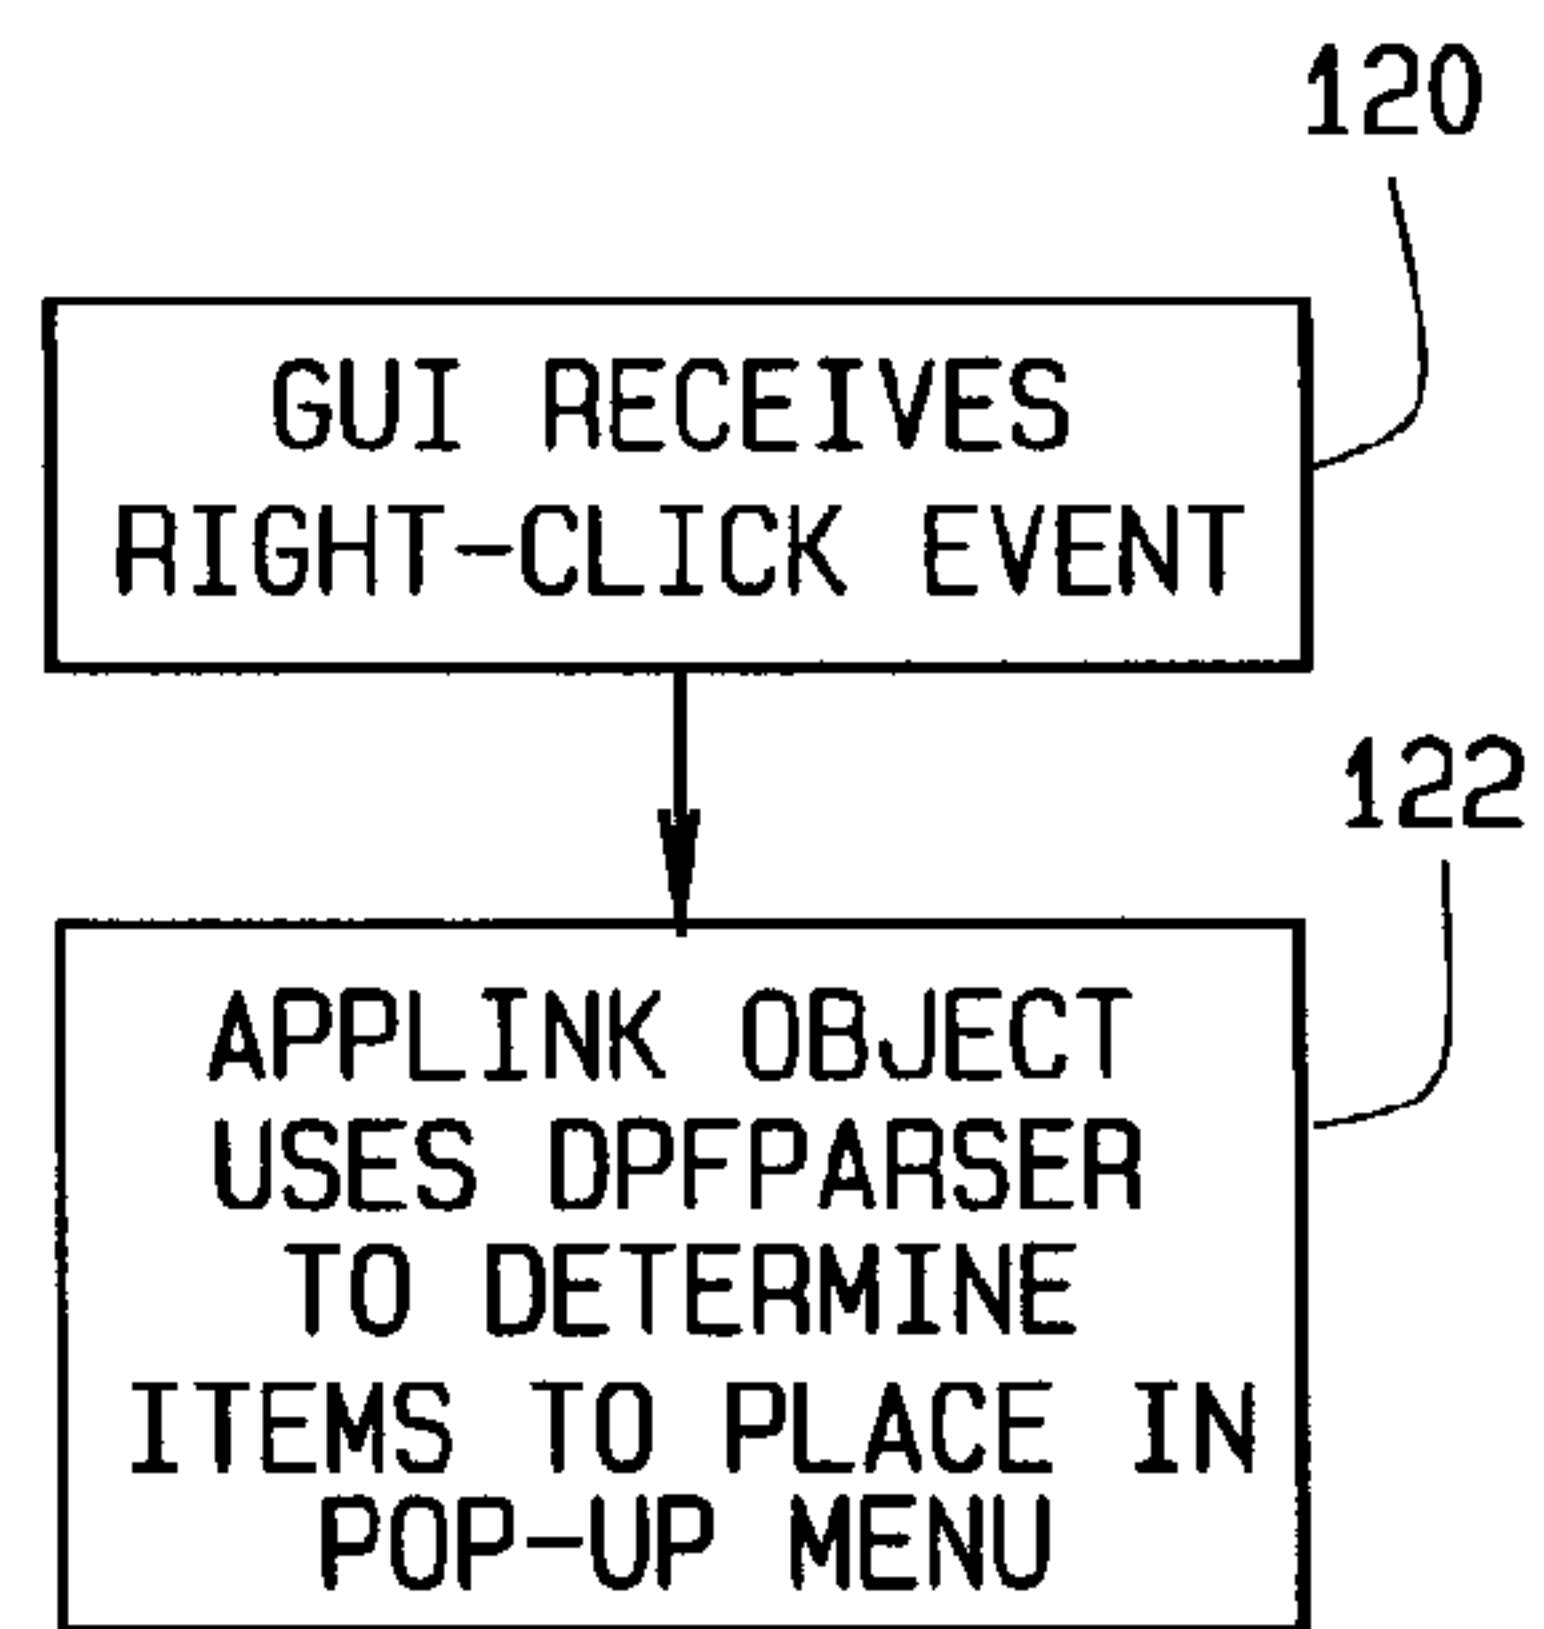 120
GUI RECEIVES
RIGHT-CLICK EVENT
122
APPLINK OBJECT
USES DPFPARSER
TO DETERMINE
ITEMS TO PLACE IN
POP-UP MENU